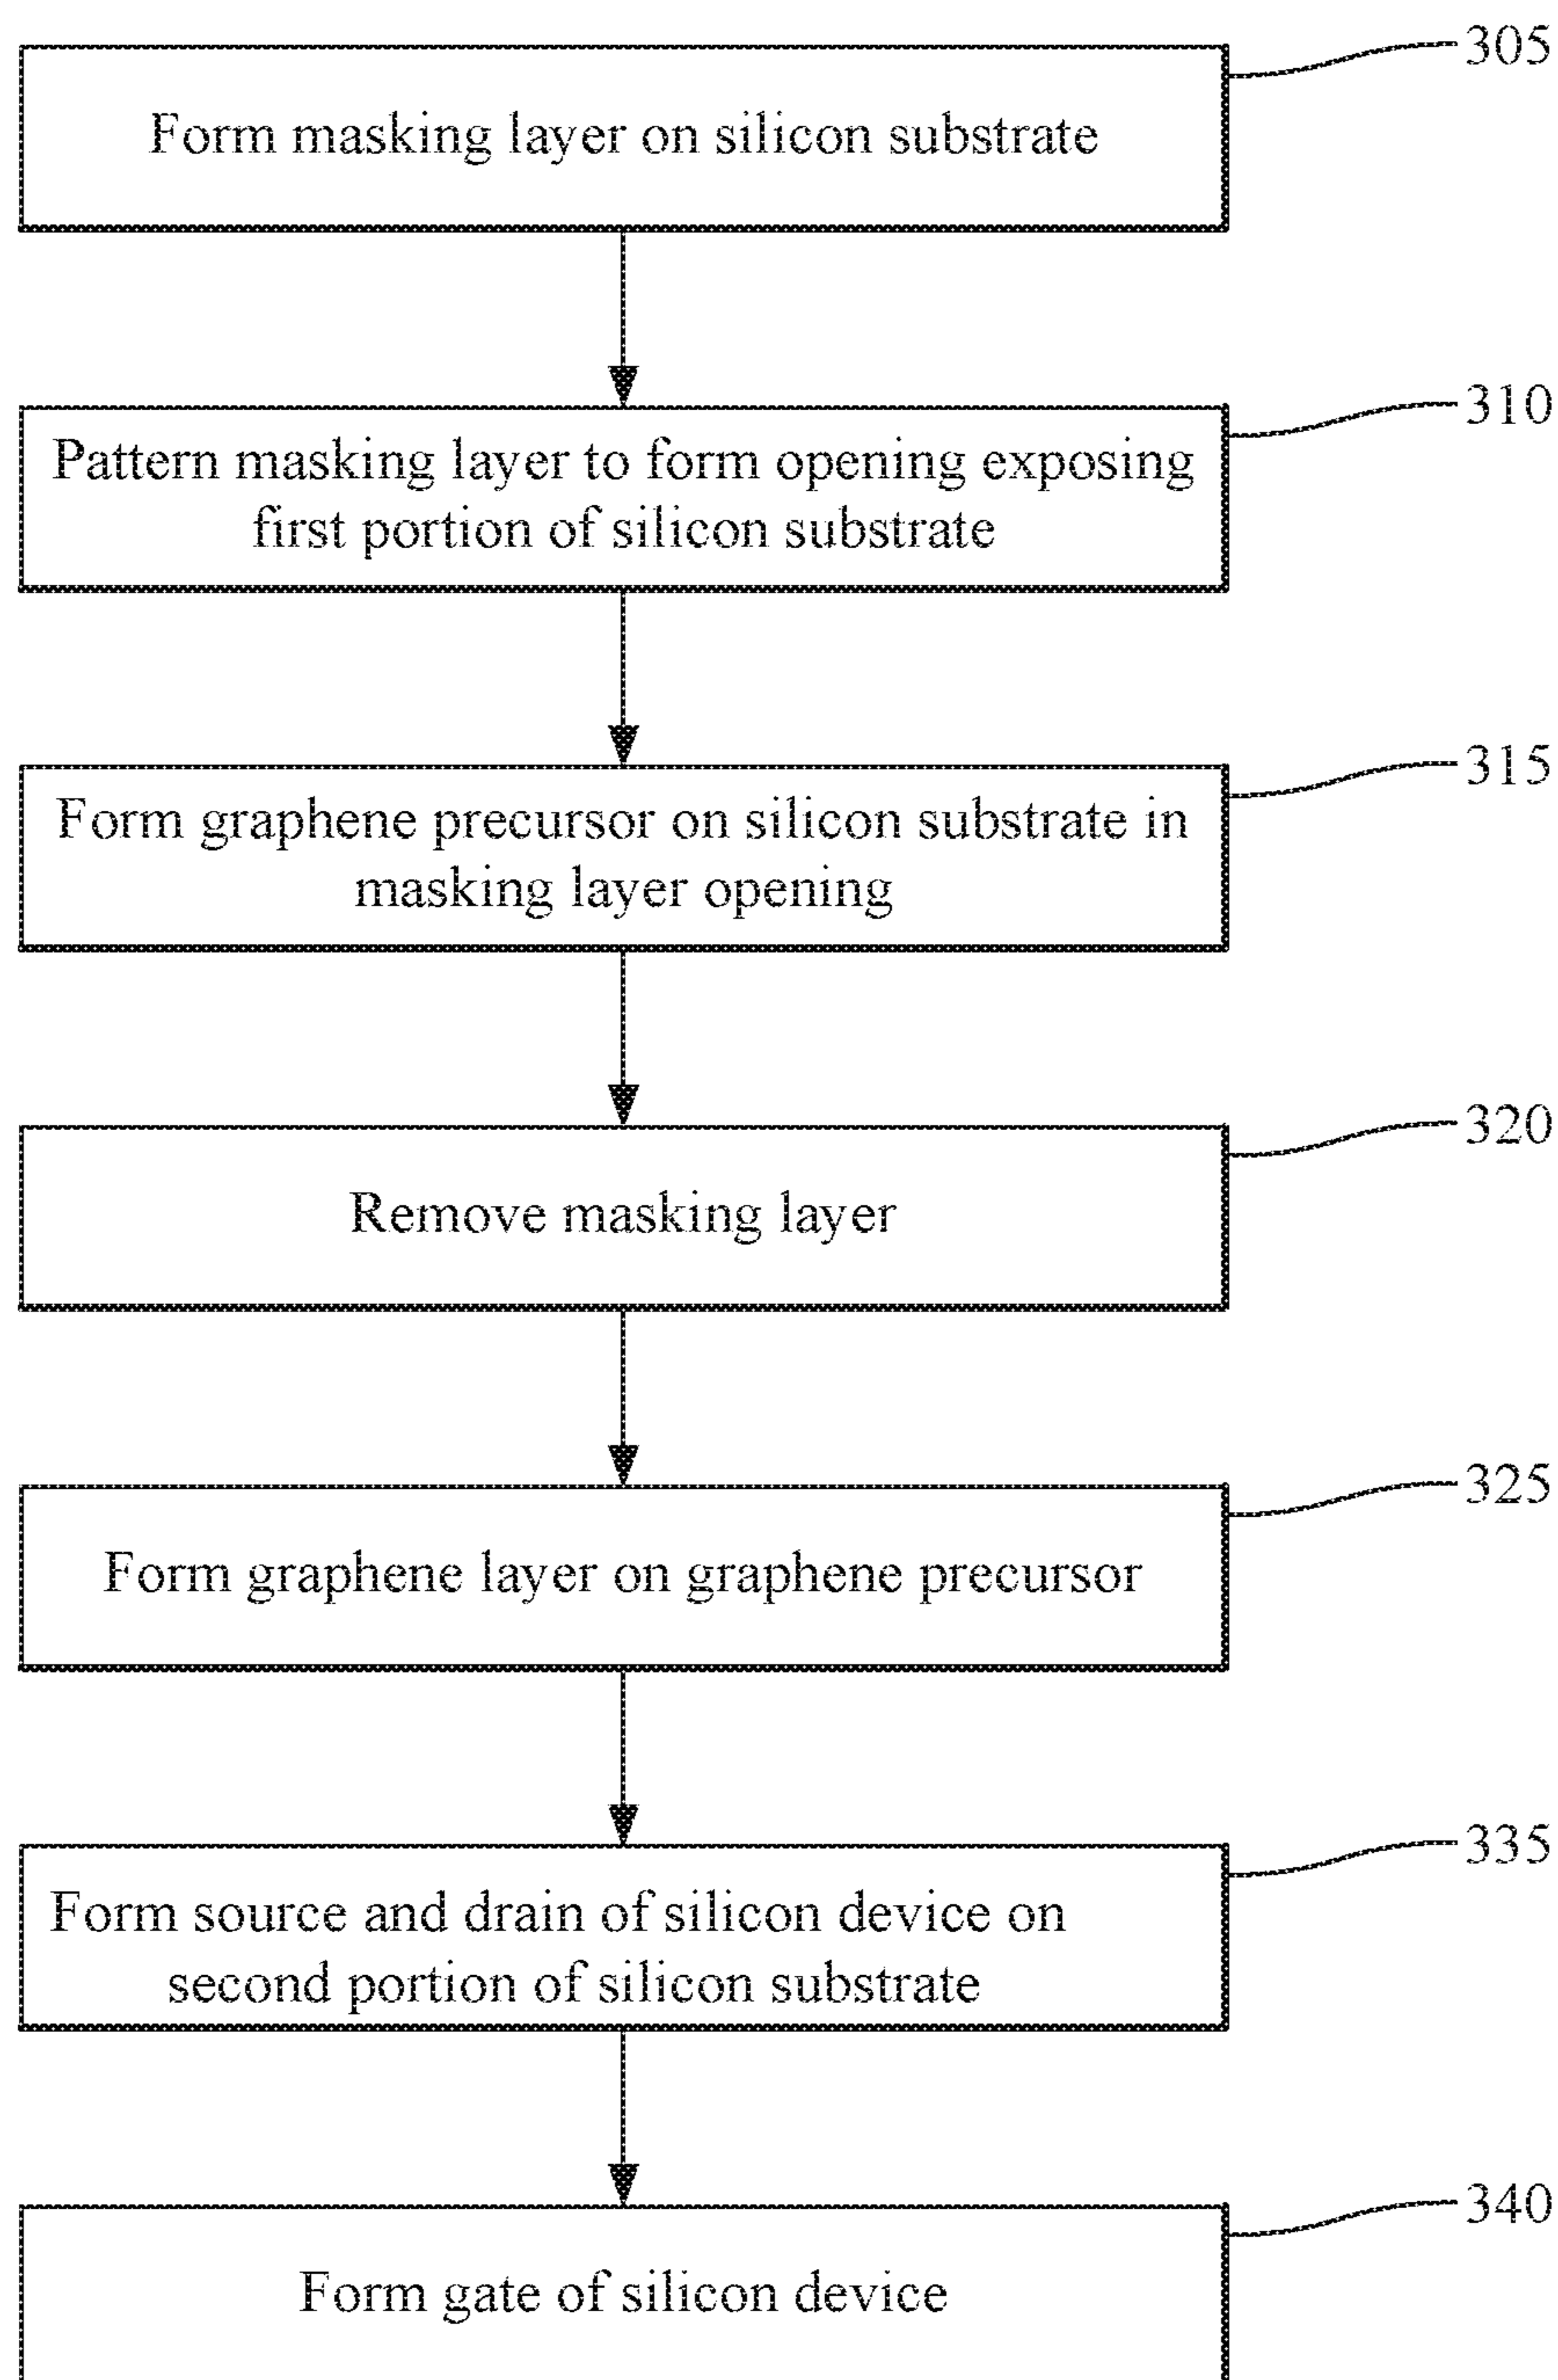 305
Form masking layer on silicon substrate
310
Pattern masking layer to form opening exposing
first portion of silicon substrate
315
Form graphene precursor on silicon substrate in
masking layer opening
320
Remove masking layer
325
Form graphene layer on graphene precursor
335
Form source and drain of silicon device on
second portion of silicon substrate
340
Form gate of silicon device